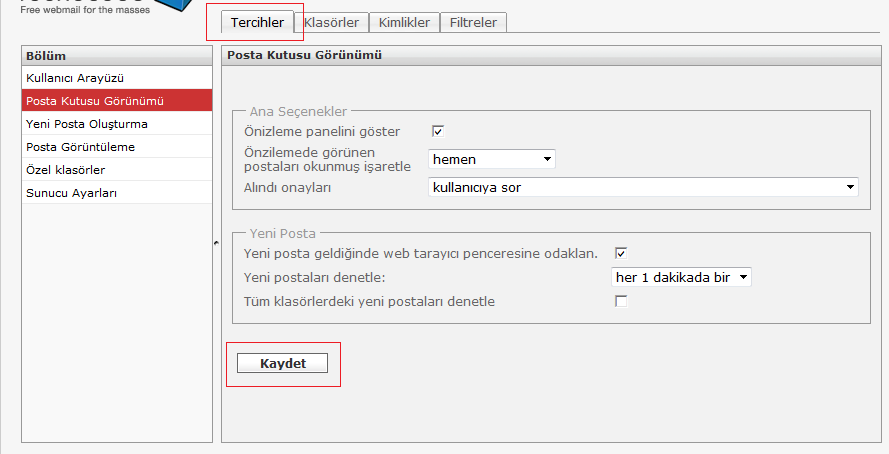 Free webmail for the masses
Tercihler
Klasörler
Kimlikler
Filtreler
Bölüm
Kullanıcı Arayüzü
Posta Kutusu Görünümü
Yeni Posta Oluşturma
Posta Görüntüleme
Özel klasörler
Sunucu Ayarları
Posta Kutusu Görünümü
Ana Seçenekler
Önizleme panelini göster
Önzilemede görünen
postaları okunmuş işaretle
hemen
Alındı onayları
kullanıcıya sor
Yeni Posta
Yeni posta geldiğinde web tarayıcı penceresine odaklan.
Yeni postaları denetle:
her 1 dakikada bir
Tüm klasörlerdeki yeni postaları denetle
Kaydet